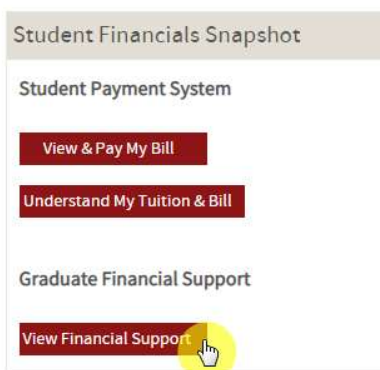 Student Financials Snapshot
Student Payment System
View & Pay My Bill
Understand My Tuition & Bill
Graduate Financial Support
View Financial Support